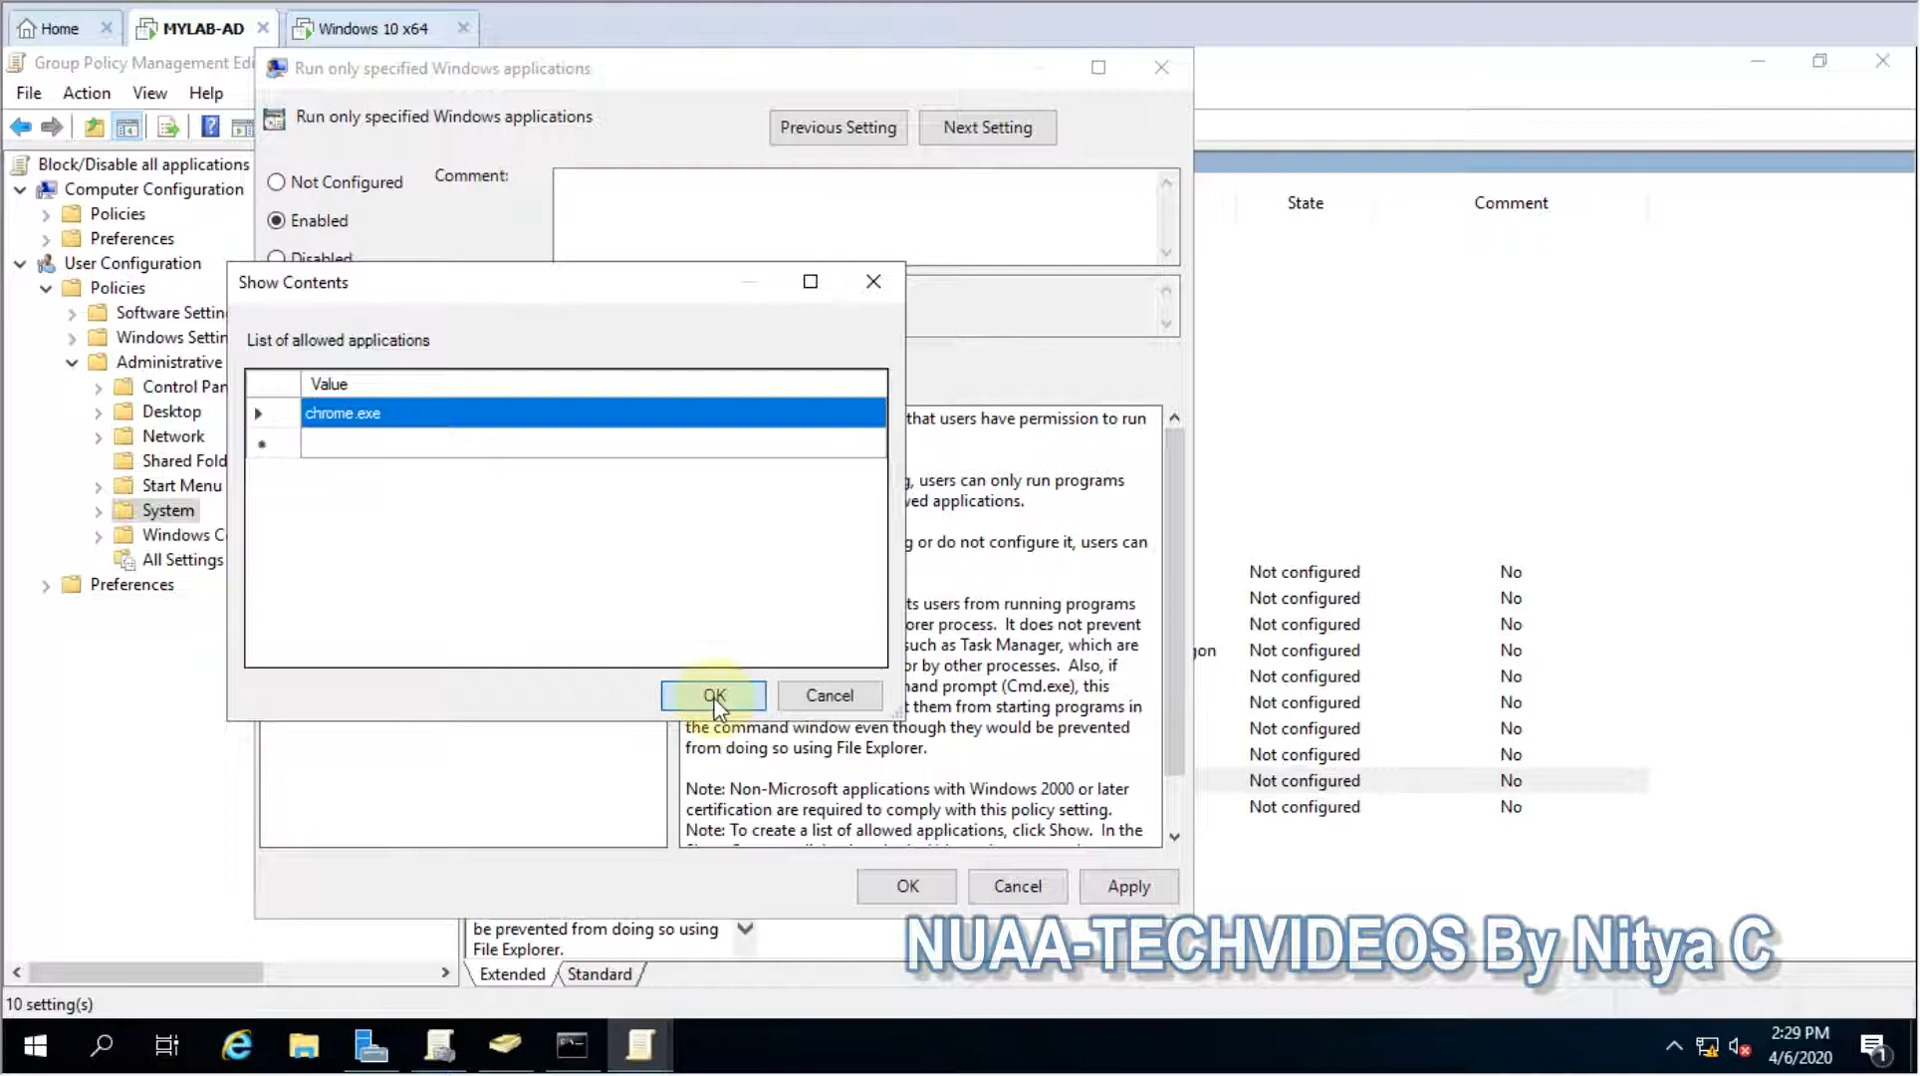 Home
MYLAB-AD
Windows 10 x64
Group Policy Management Edi
Run only specified Windows applications
File Action View Help
Run only specified Windows applications
Previous Setting
Next Setting
Block/Disable all applications
Computer Configuration
Policies
Preferences
User Configuration
Policies
Software Settin
Windows Settin
Administrative
Control Pan
Desktop
Network
Shared Fold
Start Menu
System
Windows C
All Settings
Preferences
Not Configured
Comment:
Enabled
Disabled
State
Comment
Show Contents
List of allowed applications
Value
chrome.exe
OK
Cancel
that users have permission to run
, users can only run programs
ved applications.
g or do not configure it, users can
ts users from running programs
orer process. It does not prevent
such as Task Manager, which are
or by other processes. Also, if
mand prompt (Cmd.exe), this
t them from starting programs in
the command window even though they would be prevented
from doing so using File Explorer.
Note: Non-Microsoft applications with Windows 2000 or later
certification are required to comply with this policy setting.
Note: To create a list of allowed applications, click Show. In the
Not configured No
Not configured No
Not configured No
gon Not configured No
Not configured No
Not configured No
Not configured No
Not configured No
Not configured No
Not configured No
OK
Cancel
Apply
be prevented from doing so using
File Explorer.
NUAA-TECHVIDEOS By Nitya C
Extended
Standard
10 setting(s)
2:29 PM
4/6/2020
1